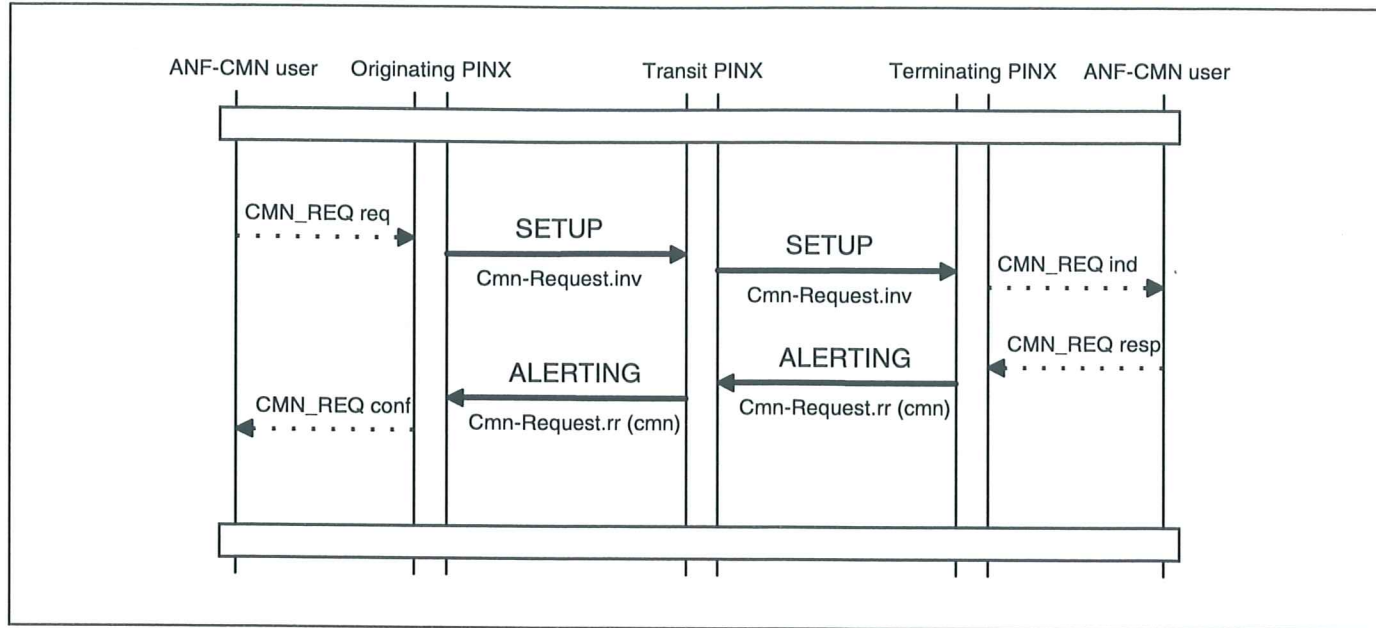 ANF-CMN user
Originating PINX
Transit PINX
Terminating PINX
ANF-CMN user
CMN_REQ req
SETUP
Cmn-Request.inv
SETUP
Cmn-Request.inv
CMN_REQ ind
CMN_REQ resp
ALERTING
Cmn-Request.rr (cmn)
ALERTING
Cmn-Request.rr (cmn)
CMN_REQ conf